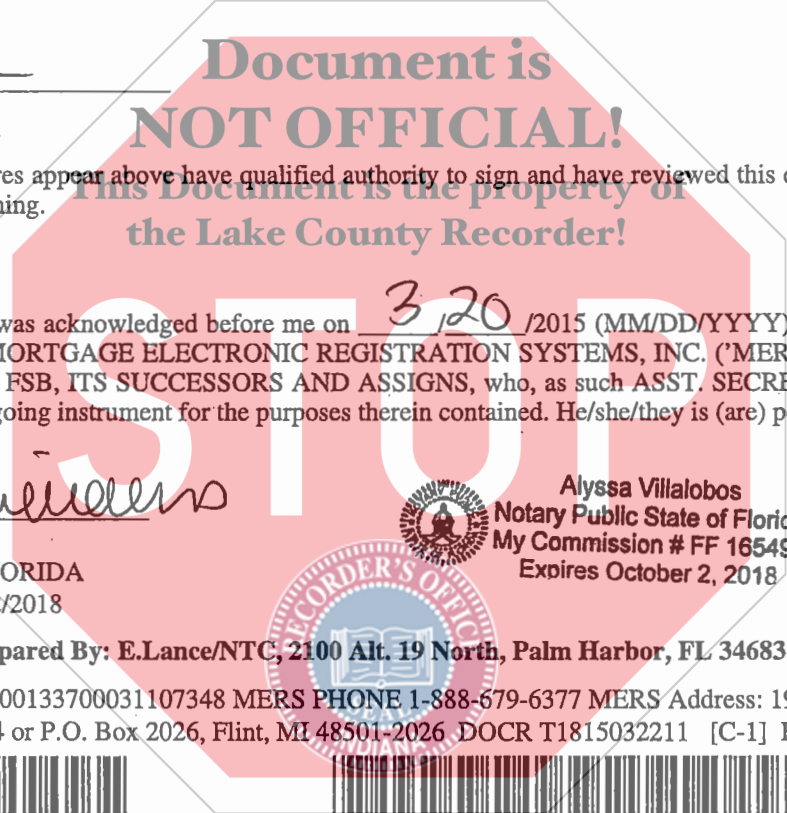 Document is
NOT OFFICIAL!
res appear above have qualified authority to sign and have reviewed this
This Document is the property of
ning.
the Lake County Recorder!
STOP
was acknowledged before me on 3/20/2015 (MM/DD/YYYY)
MORTGAGE ELECTRONIC REGISTRATION SYSTEMS, INC. ('MER
FSB, ITS SUCCESSORS AND ASSIGNS, who, as such ASST. SECRE
going instrument for the purposes therein contained. He/she/they is (are) p
Alyssa Villalobos
Notary Public State of Florid
My Commission # FF 16549
Expires October 2, 2018
ORIDA
/2018
RECORDER'S OFFICE
SEAL
INDIANA
pared By: E.Lance/NTC, 2100 Alt. 19 North, Palm Harbor, FL 34683
00133700031107348 MERS PHONE 1-888-679-6377 MERS Address: 19
or P.O. Box 2026, Flint, MI 48501-2026 DOCR T1815032211 [C-1]